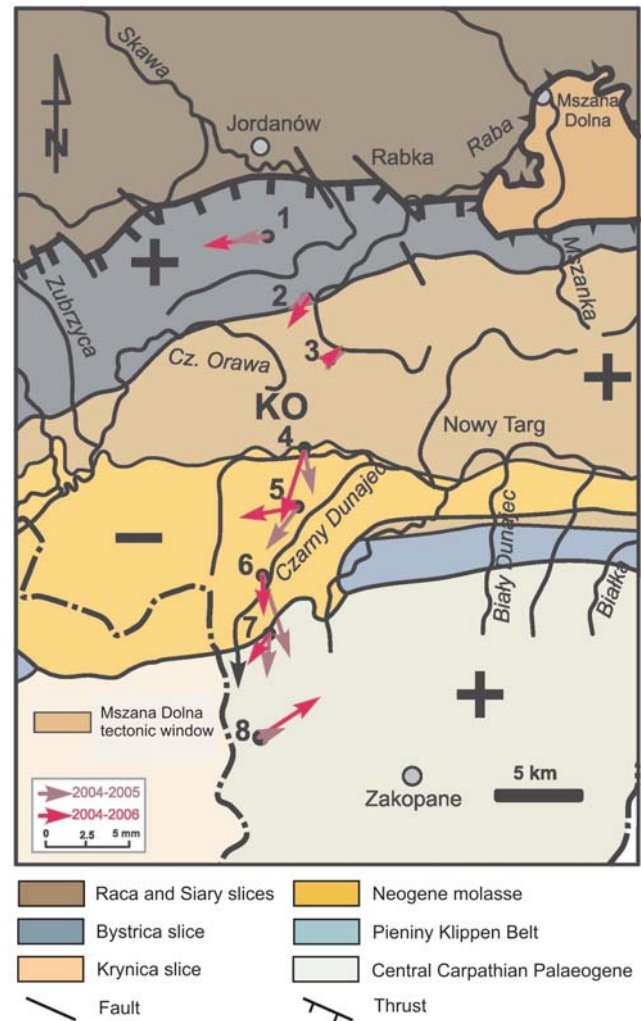 Skawa
Mszana
Dolna
Jordanów
Raba
Rabka
N
1
Mszanka
Zubrzyca
2
3
Cz. Orawa
KO
Nowy Targ
4
5
Czarny Dunajec
6
Biały Dunajec
Białka
7
Mszana Dolna
tectonic window
8
5 km
Zakopane
2004-2005
2004-2006
0 2.5 5 mm
Raca and Siary slices
Neogene molasse
Bystrica slice
Pieniny Klippen Belt
Krynica slice
Central Carpathian Palaeogene
Fault
Thrust